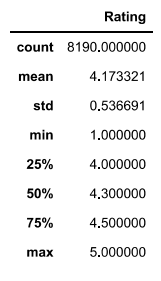 Rating
count 8190.000000
mean 4.173321
std 0.536691
min 1.000000
25% 4.000000
50% 4.300000
75% 4.500000
max 5.000000